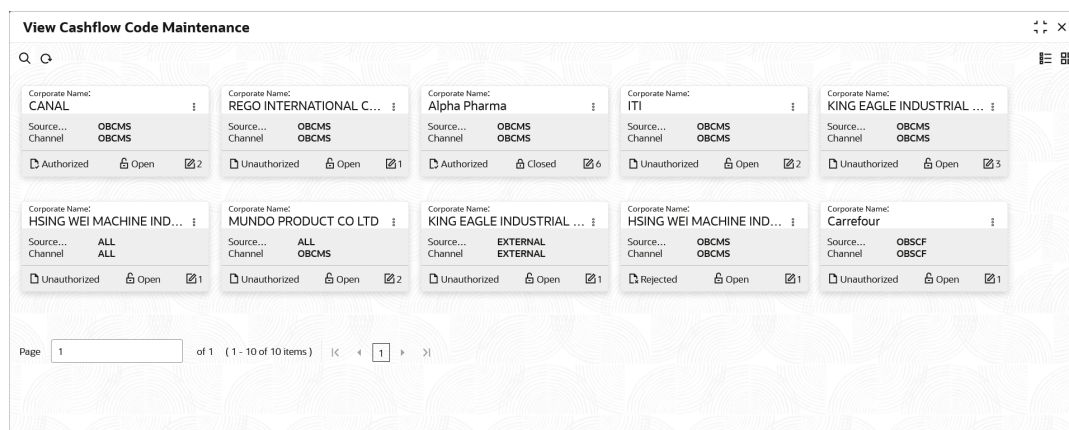 View Cashflow Code Maintenance
Corporate Name:
CANAL
Source... OBCMS
Channel OBCMS
Authorized Open 2
Corporate Name:
REGO INTERNATIONAL C...
Source... OBCMS
Channel OBCMS
Unauthorized Open 1
Corporate Name:
Alpha Pharma
Source... OBCMS
Channel OBCMS
Authorized Closed 6
Corporate Name:
ITI
Source... OBCMS
Channel OBCMS
Unauthorized Open 2
Corporate Name:
KING EAGLE INDUSTRIAL ...
Source... OBCMS
Channel OBCMS
Unauthorized Open 3
Corporate Name:
HSING WEI MACHINE IND...
Source... ALL
Channel ALL
Unauthorized Open 1
Corporate Name:
MUNDO PRODUCT CO LTD
Source... ALL
Channel OBCMS
Unauthorized Open 2
Corporate Name:
KING EAGLE INDUSTRIAL ...
Source... EXTERNAL
Channel EXTERNAL
Unauthorized Open 1
Corporate Name:
HSING WEI MACHINE IND...
Source... OBCMS
Channel OBCMS
Rejected Open 1
Corporate Name:
Carrefour
Source... OBSCF
Channel OBSCF
Unauthorized Open 1
Page 1 of 1 ( 1 - 10 of 10 items ) 1